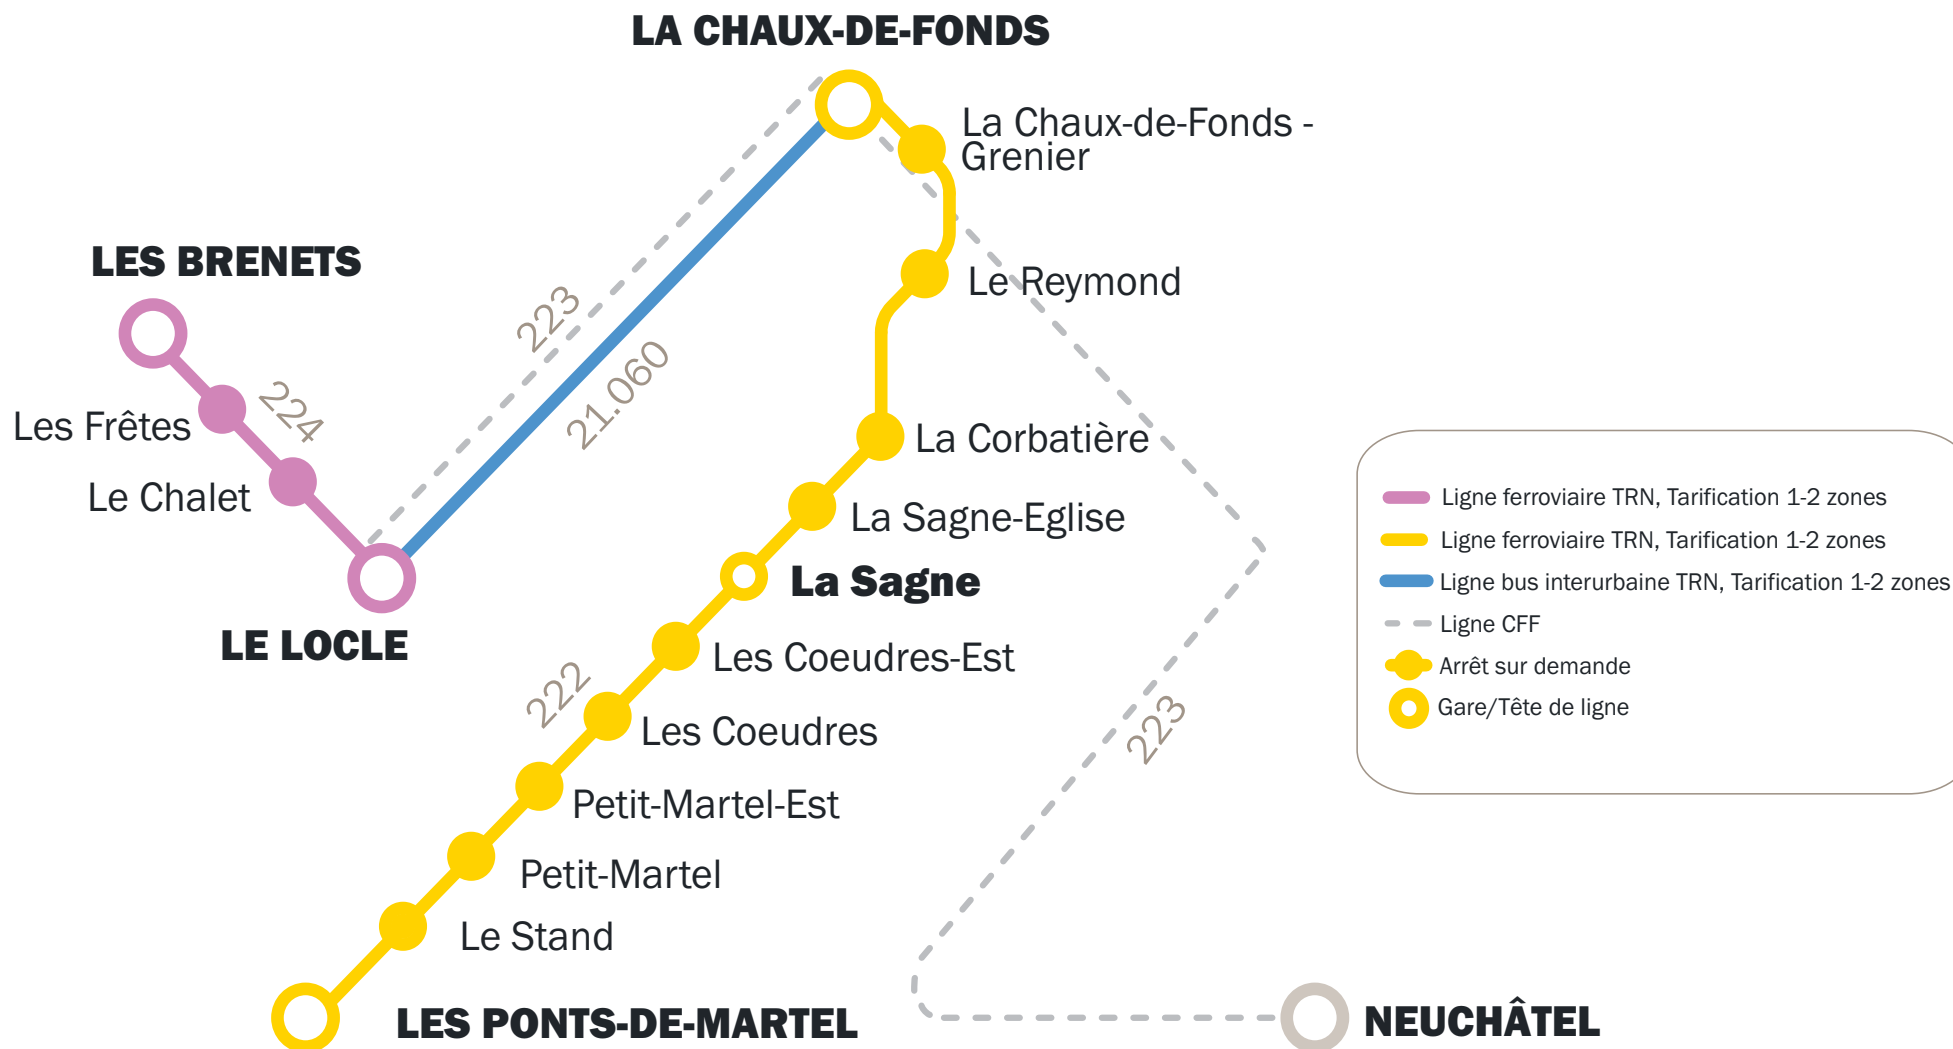 LA CHAUX-DE-FONDS
La Chaux-de-Fonds -
Grenier
LES BRENETS
Le Reymond
223
21.060
224
Les Frêtes
La Corbatière
Le Chalet
La Sagne-Eglise
La Sagne
LE LOCLE
Les Coeudres-Est
222
Les Coeudres
223
Petit-Martel-Est
Petit-Martel
Le Stand
LES PONTS-DE-MARTEL
NEUCHÂTEL
Ligne ferroviaire TRN, Tarification 1-2 zones
Ligne ferroviaire TRN, Tarification 1-2 zones
Ligne bus interurbaine TRN, Tarification 1-2 zones
Ligne CFF
Arrêt sur demande
Gare/Tête de ligne